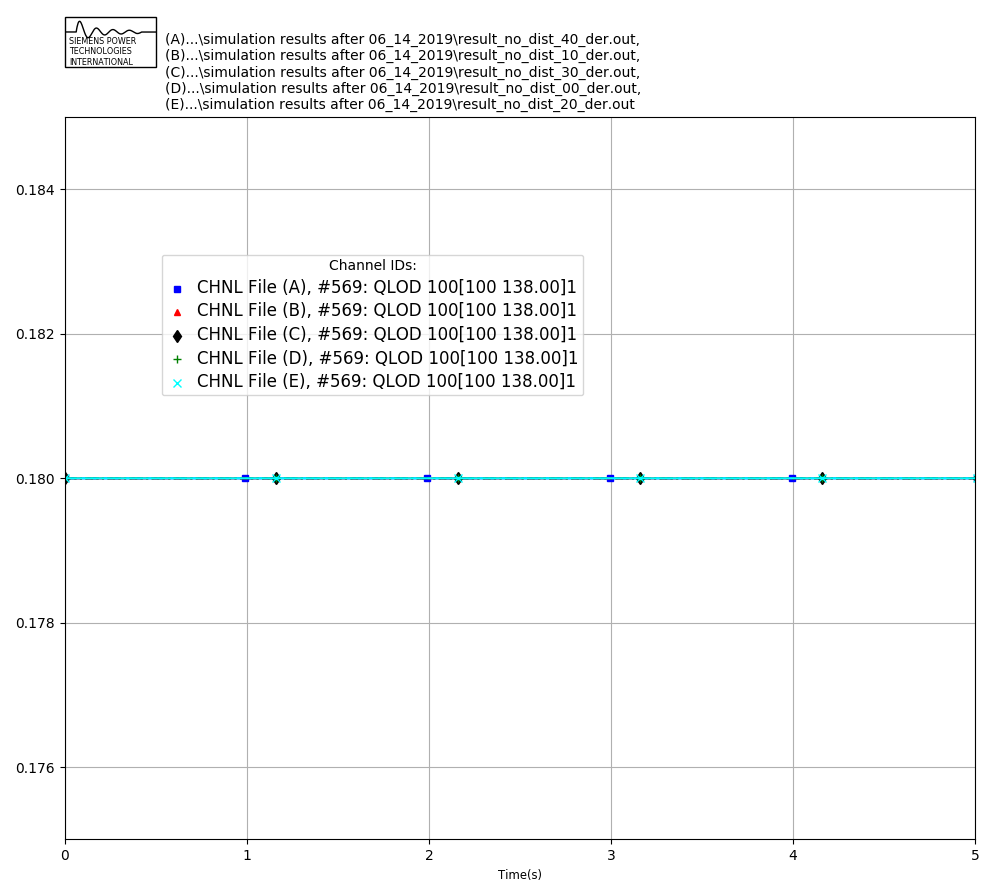 SIEMENS POWER
TECHNOLOGIES
INTERNATIONAL
(A)...\simulation results after 06_14_2019\result_no_dist_40_der.out,
(B)...\simulation results after 06_14_2019\result_no_dist_10_der.out,
(C)...\simulation results after 06_14_2019\result_no_dist_30_der.out,
(D)...\simulation results after 06_14_2019\result_no_dist_00_der.out,
(E)...\simulation results after 06_14_2019\result_no_dist_20_der.out
0.184
Channel IDs:
CHNL File (A), #569: QLOD 100[100 138.00]1
CHNL File (B), #569: QLOD 100[100 138.00]1
0.182
CHNL File (C), #569: QLOD 100[100 138.00]1
CHNL File (D), #569: QLOD 100[100 138.00]1
CHNL File (E), #569: QLOD 100[100 138.00]1
0.180
0.178
0.176
0 1 2 3 4 5
Time(s)